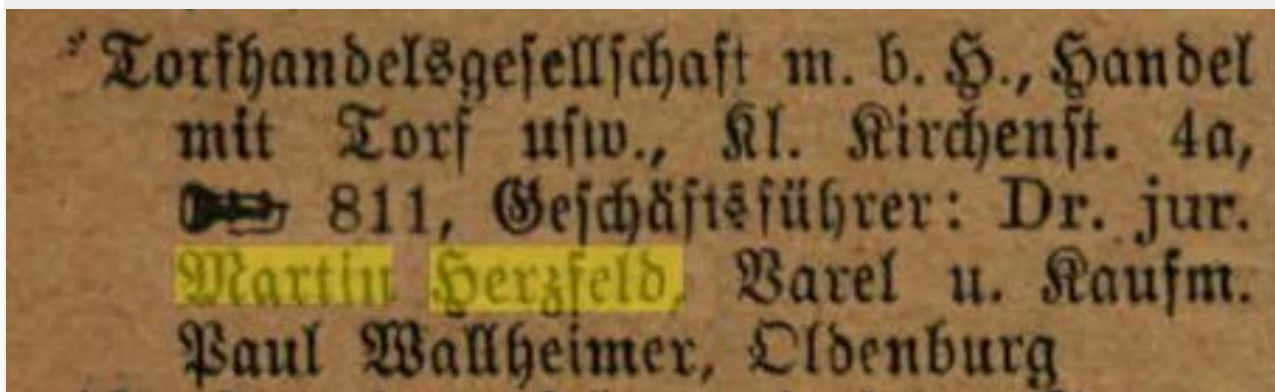 * Torfhandelsgesellschaft m. b. H., Handel
mit Torf usw., Kl. Kirchenst. 4a,
811, Geschäftsführer: Dr. jur.
Martin Herzfeld, Varel u. Kaufm.
Paul Wallheimer, Oldenburg